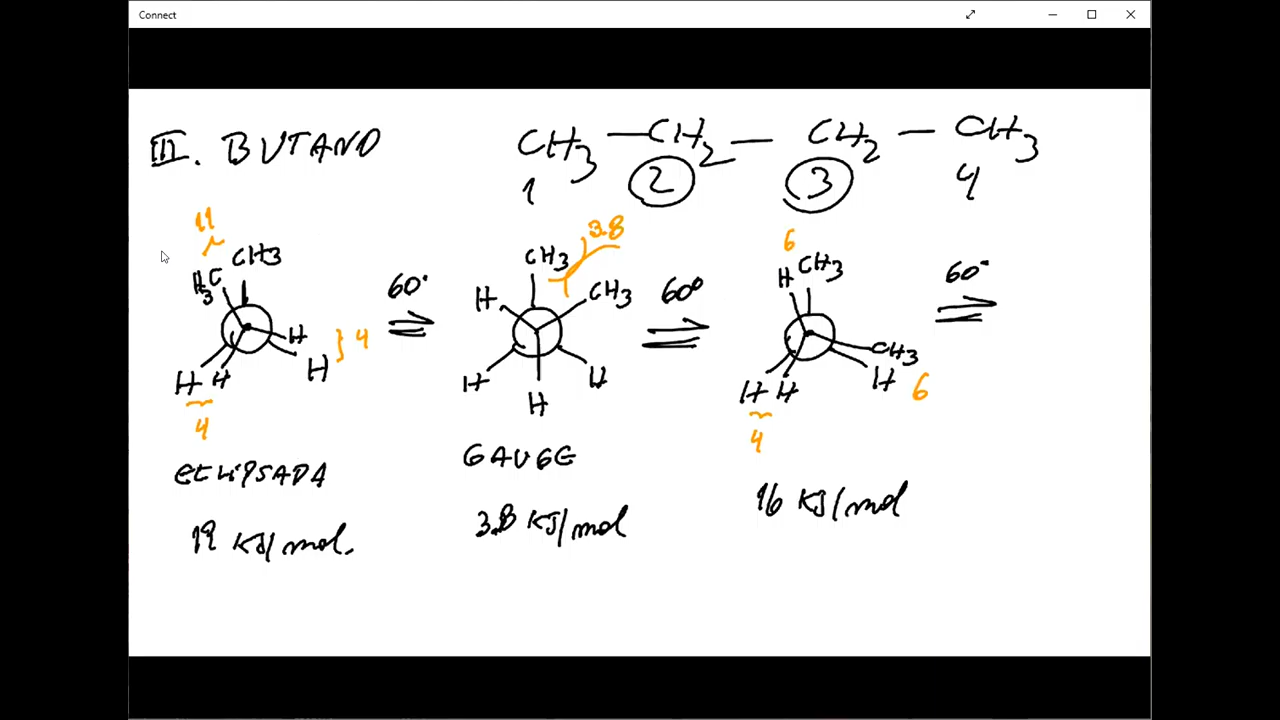 Connect
III. BUTANO
CH3 — CH2 — CH2 — CH3
1 2 3 4
11
CH3
H3C
H
H
H H
4
4
60°
3.8
CH3
CH3
H
H
H
H
60°
6
H CH3
CH3
H
6
H H
4
60°
ECLIPSADA
19 KJ/mol.
GAUGE
3.8 KJ/mol
16 KJ/mol